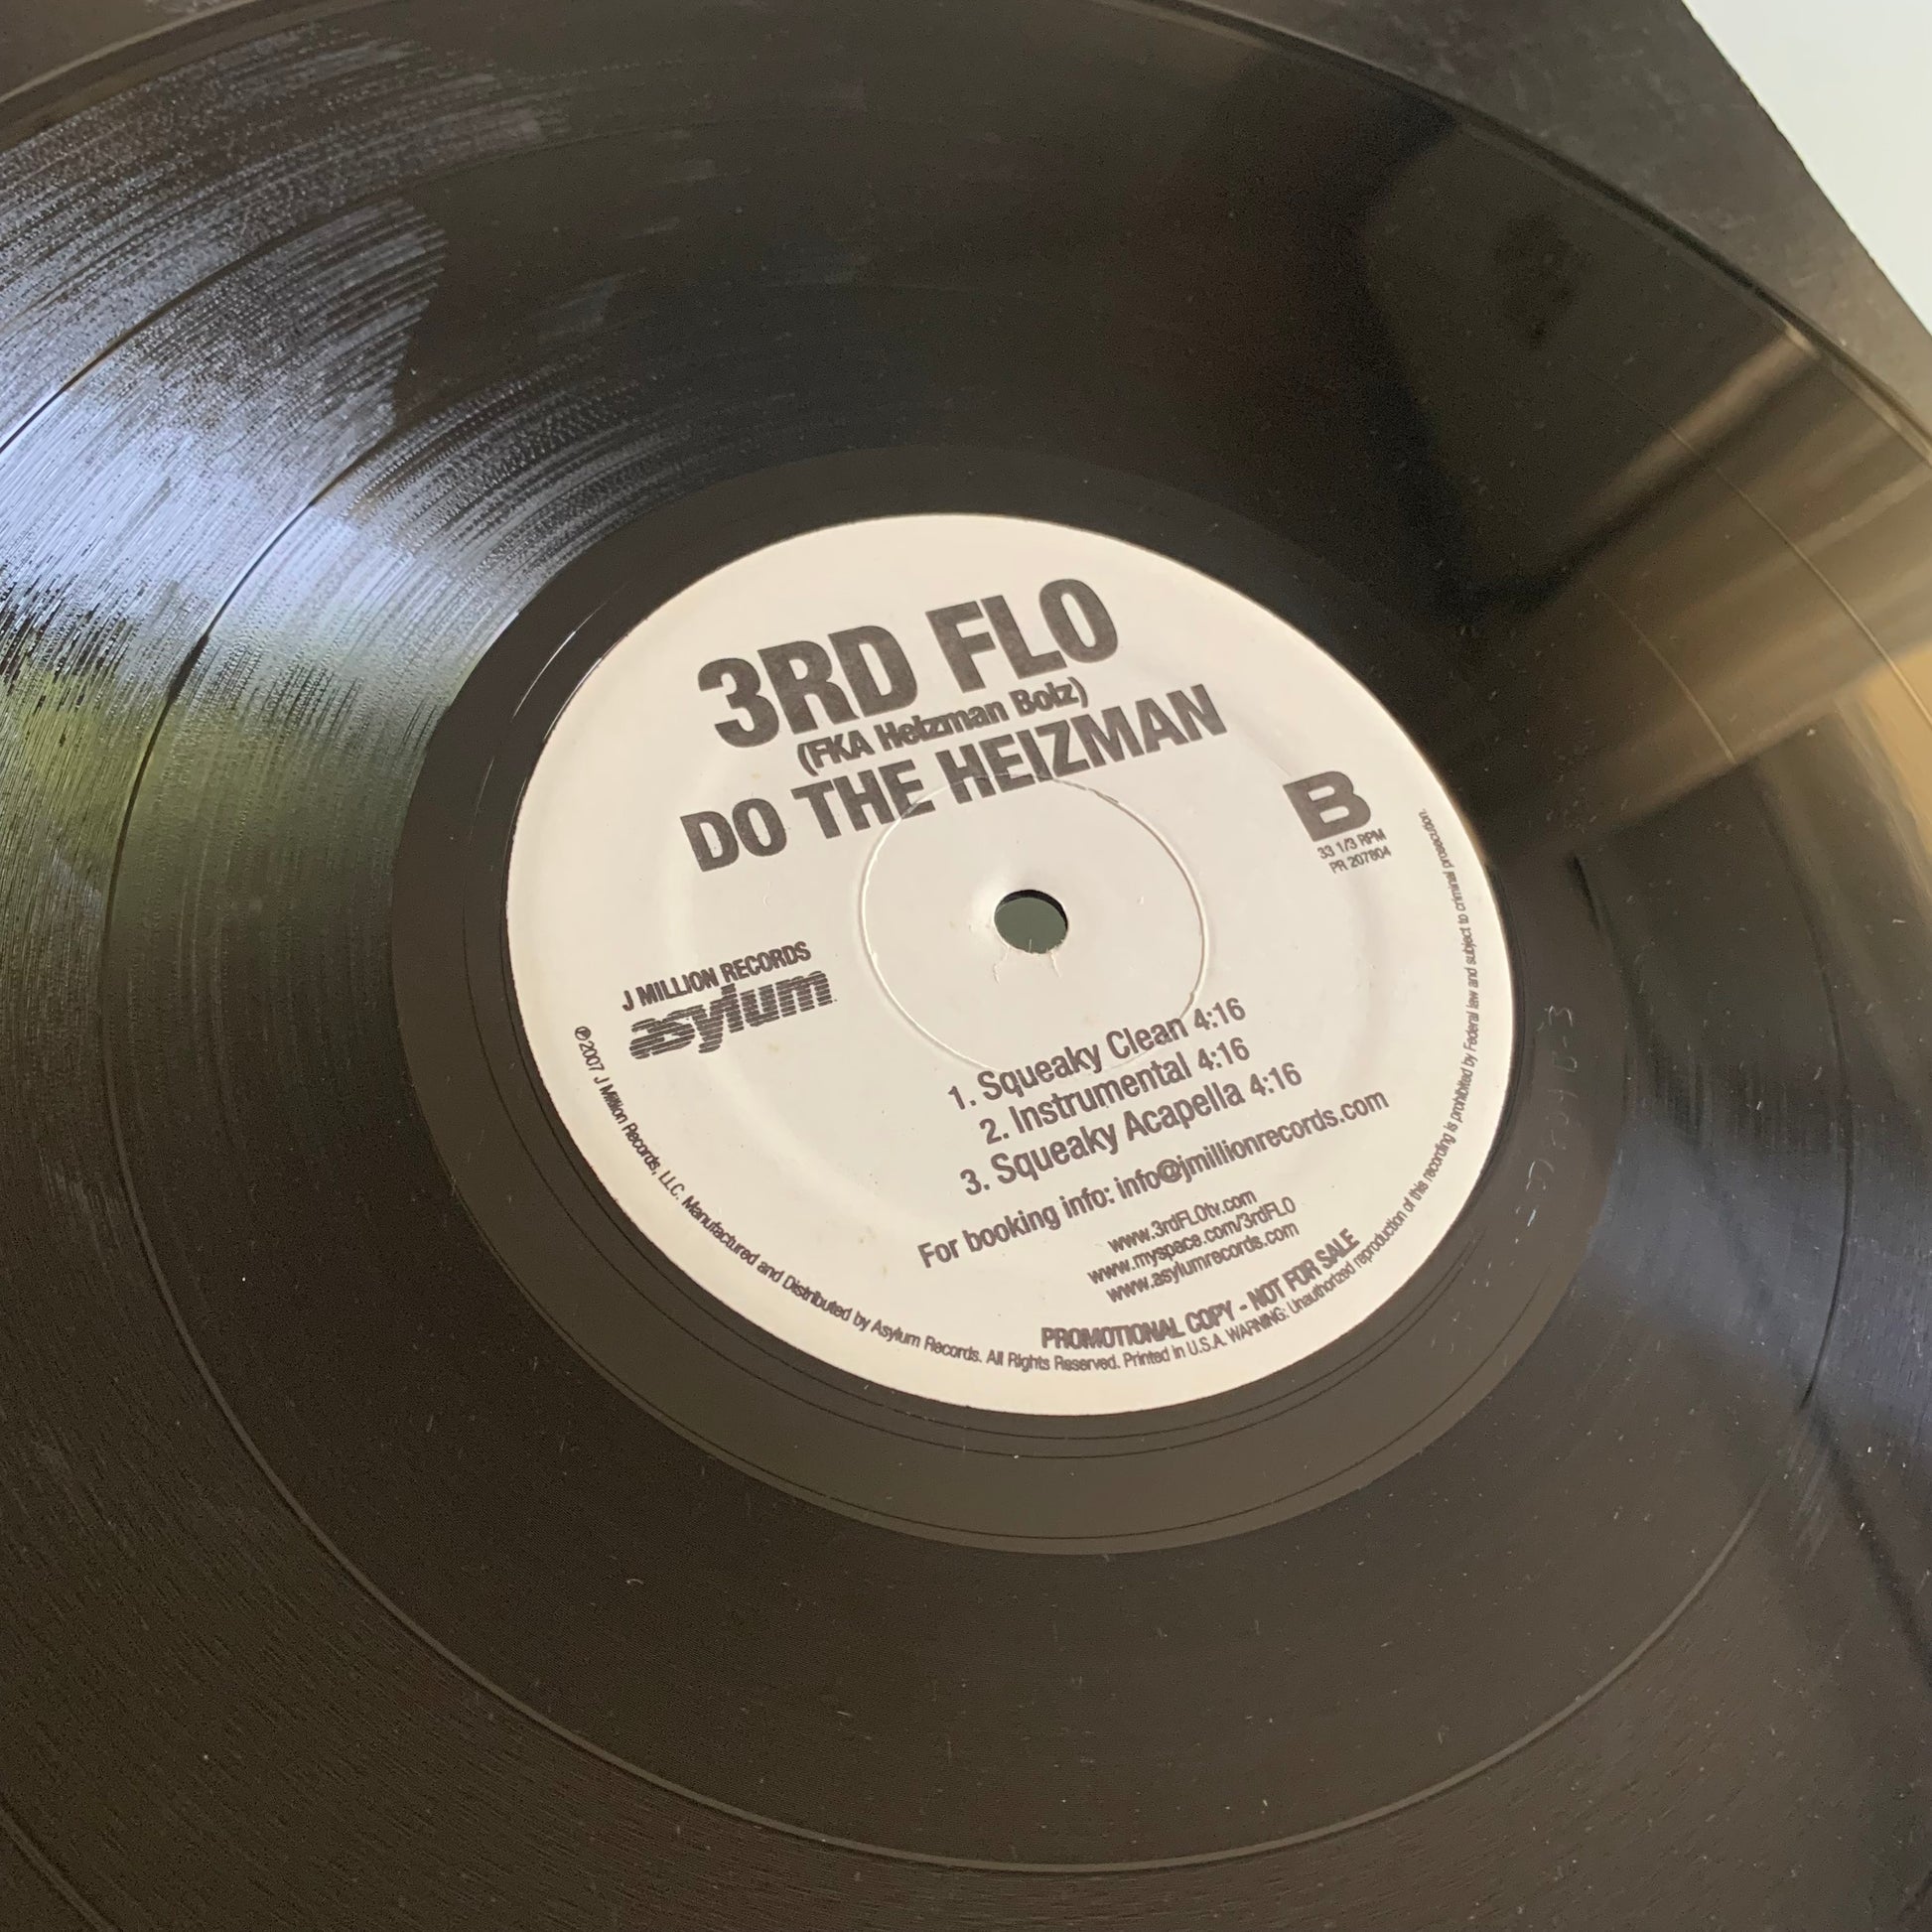 3RD FLO
(FKA Heizman Boiz)
DO THE HEIZMAN
B
33 1/3 RPM
PR 207804
J MILLION RECORDS
asylum
1. Squeaky Clean 4:16
2. Instrumental 4:16
3. Squeaky Acapella 4:16
For booking info: info@jmillionrecords.com
www.3rdFLOtv.com
www.myspace.com/3rdFLO
www.asylumrecords.com
PROMOTIONAL COPY - NOT FOR SALE
℗2007 J Million Records, LLC. Manufactured and Distributed by Asylum Records. All Rights Reserved. Printed in U.S.A. WARNING: Unauthorized reproduction of this recording is prohibited by Federal law and subject to criminal prosecution.